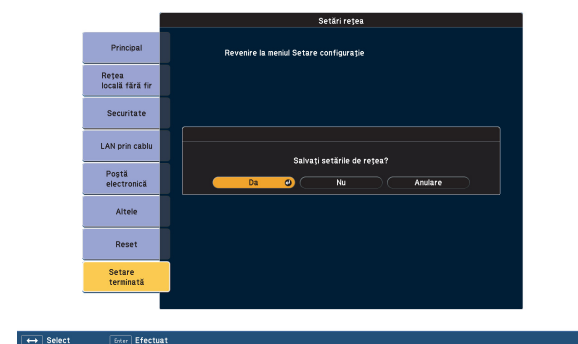 Setări rețea
Principal
Revenire la meniul Setare configurație
Rețea
locală fără fir
Securitate
LAN prin cablu
Salvați setările de rețea?
Poștă
electronică
Da
Nu
Anulare
Altele
Reset
Setare
terminată
Select
Enter Efectuat